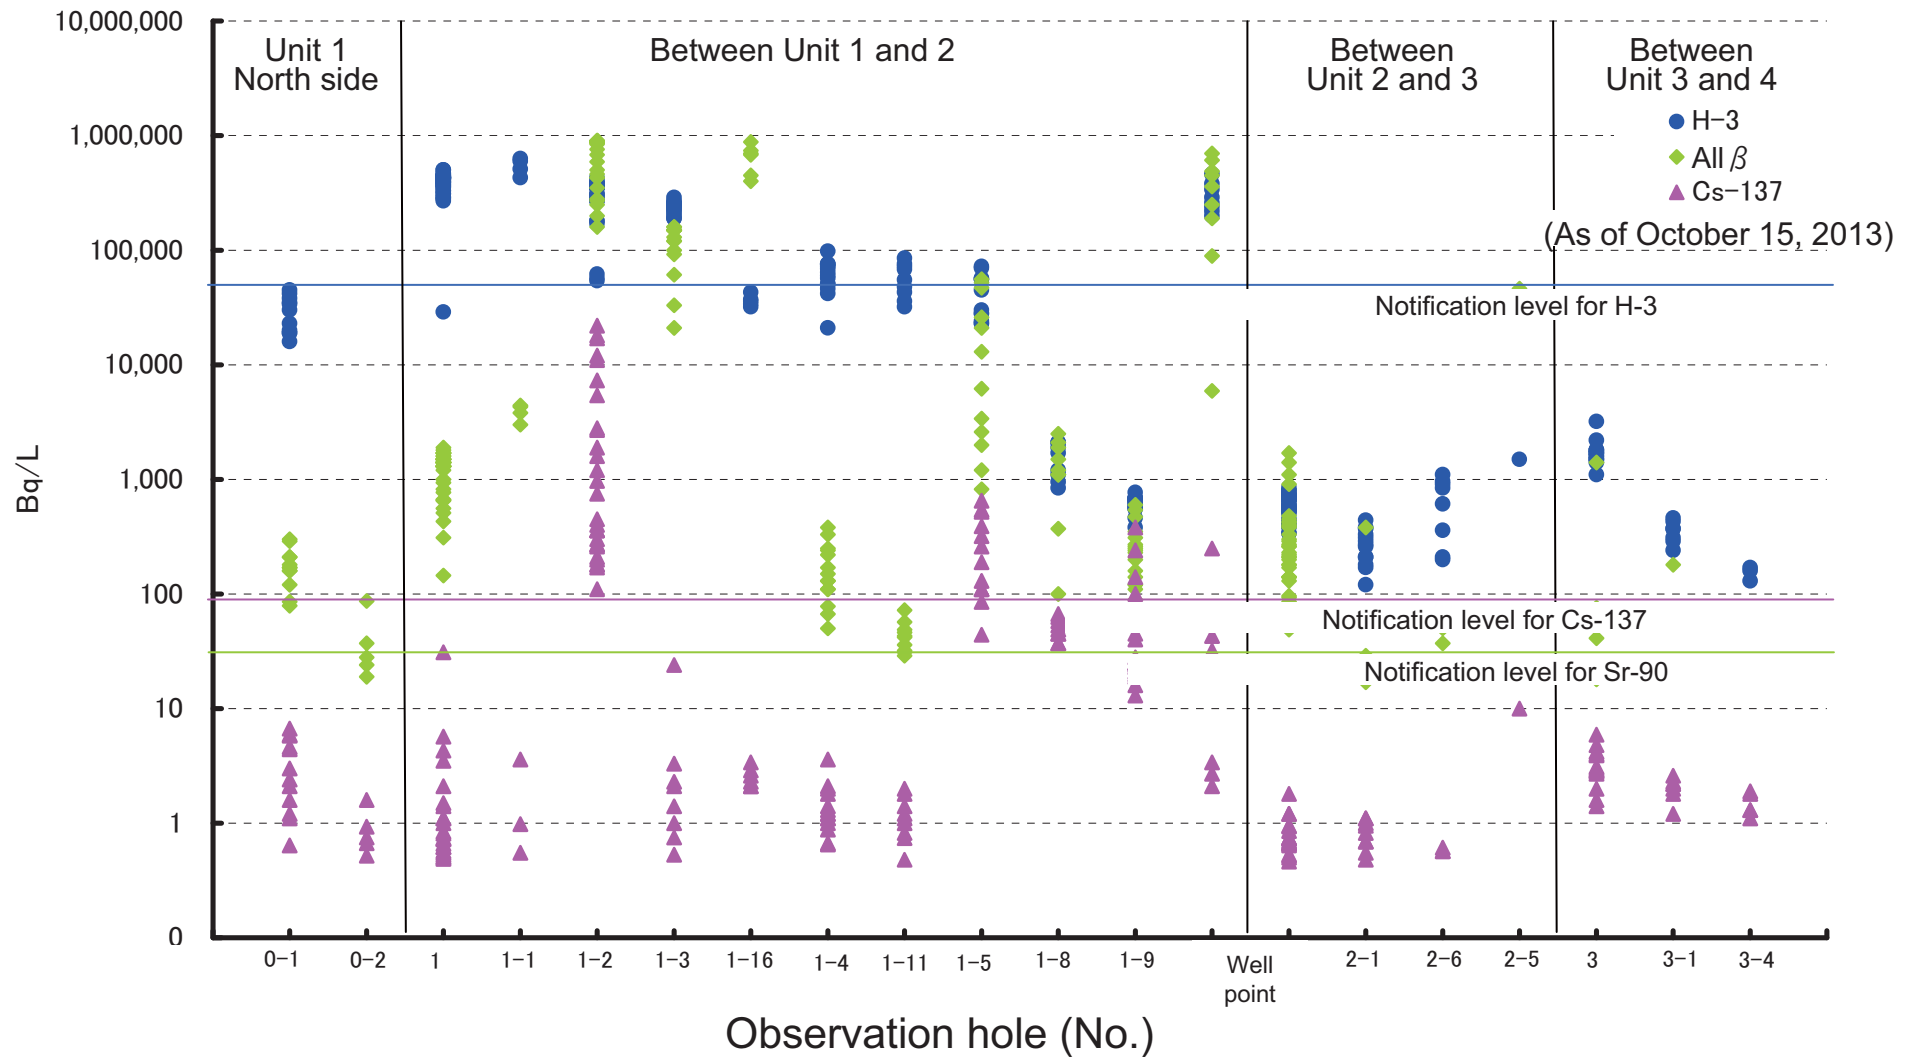 10,000,000
1,000,000
100,000
10,000
1,000
100
10
1
0
Bq/L
Unit 1
North side
Between Unit 1 and 2
Between
Unit 2 and 3
Between
Unit 3 and 4
H-3
All β
Cs-137
(As of October 15, 2013)
Notification level for H-3
Notification level for Cs-137
Notification level for Sr-90
0-1
0-2
1
1-1
1-2
1-3
1-16
1-4
1-11
1-5
1-8
1-9
Well
point
2-1
2-6
2-5
3
3-1
3-4
Observation hole (No.)